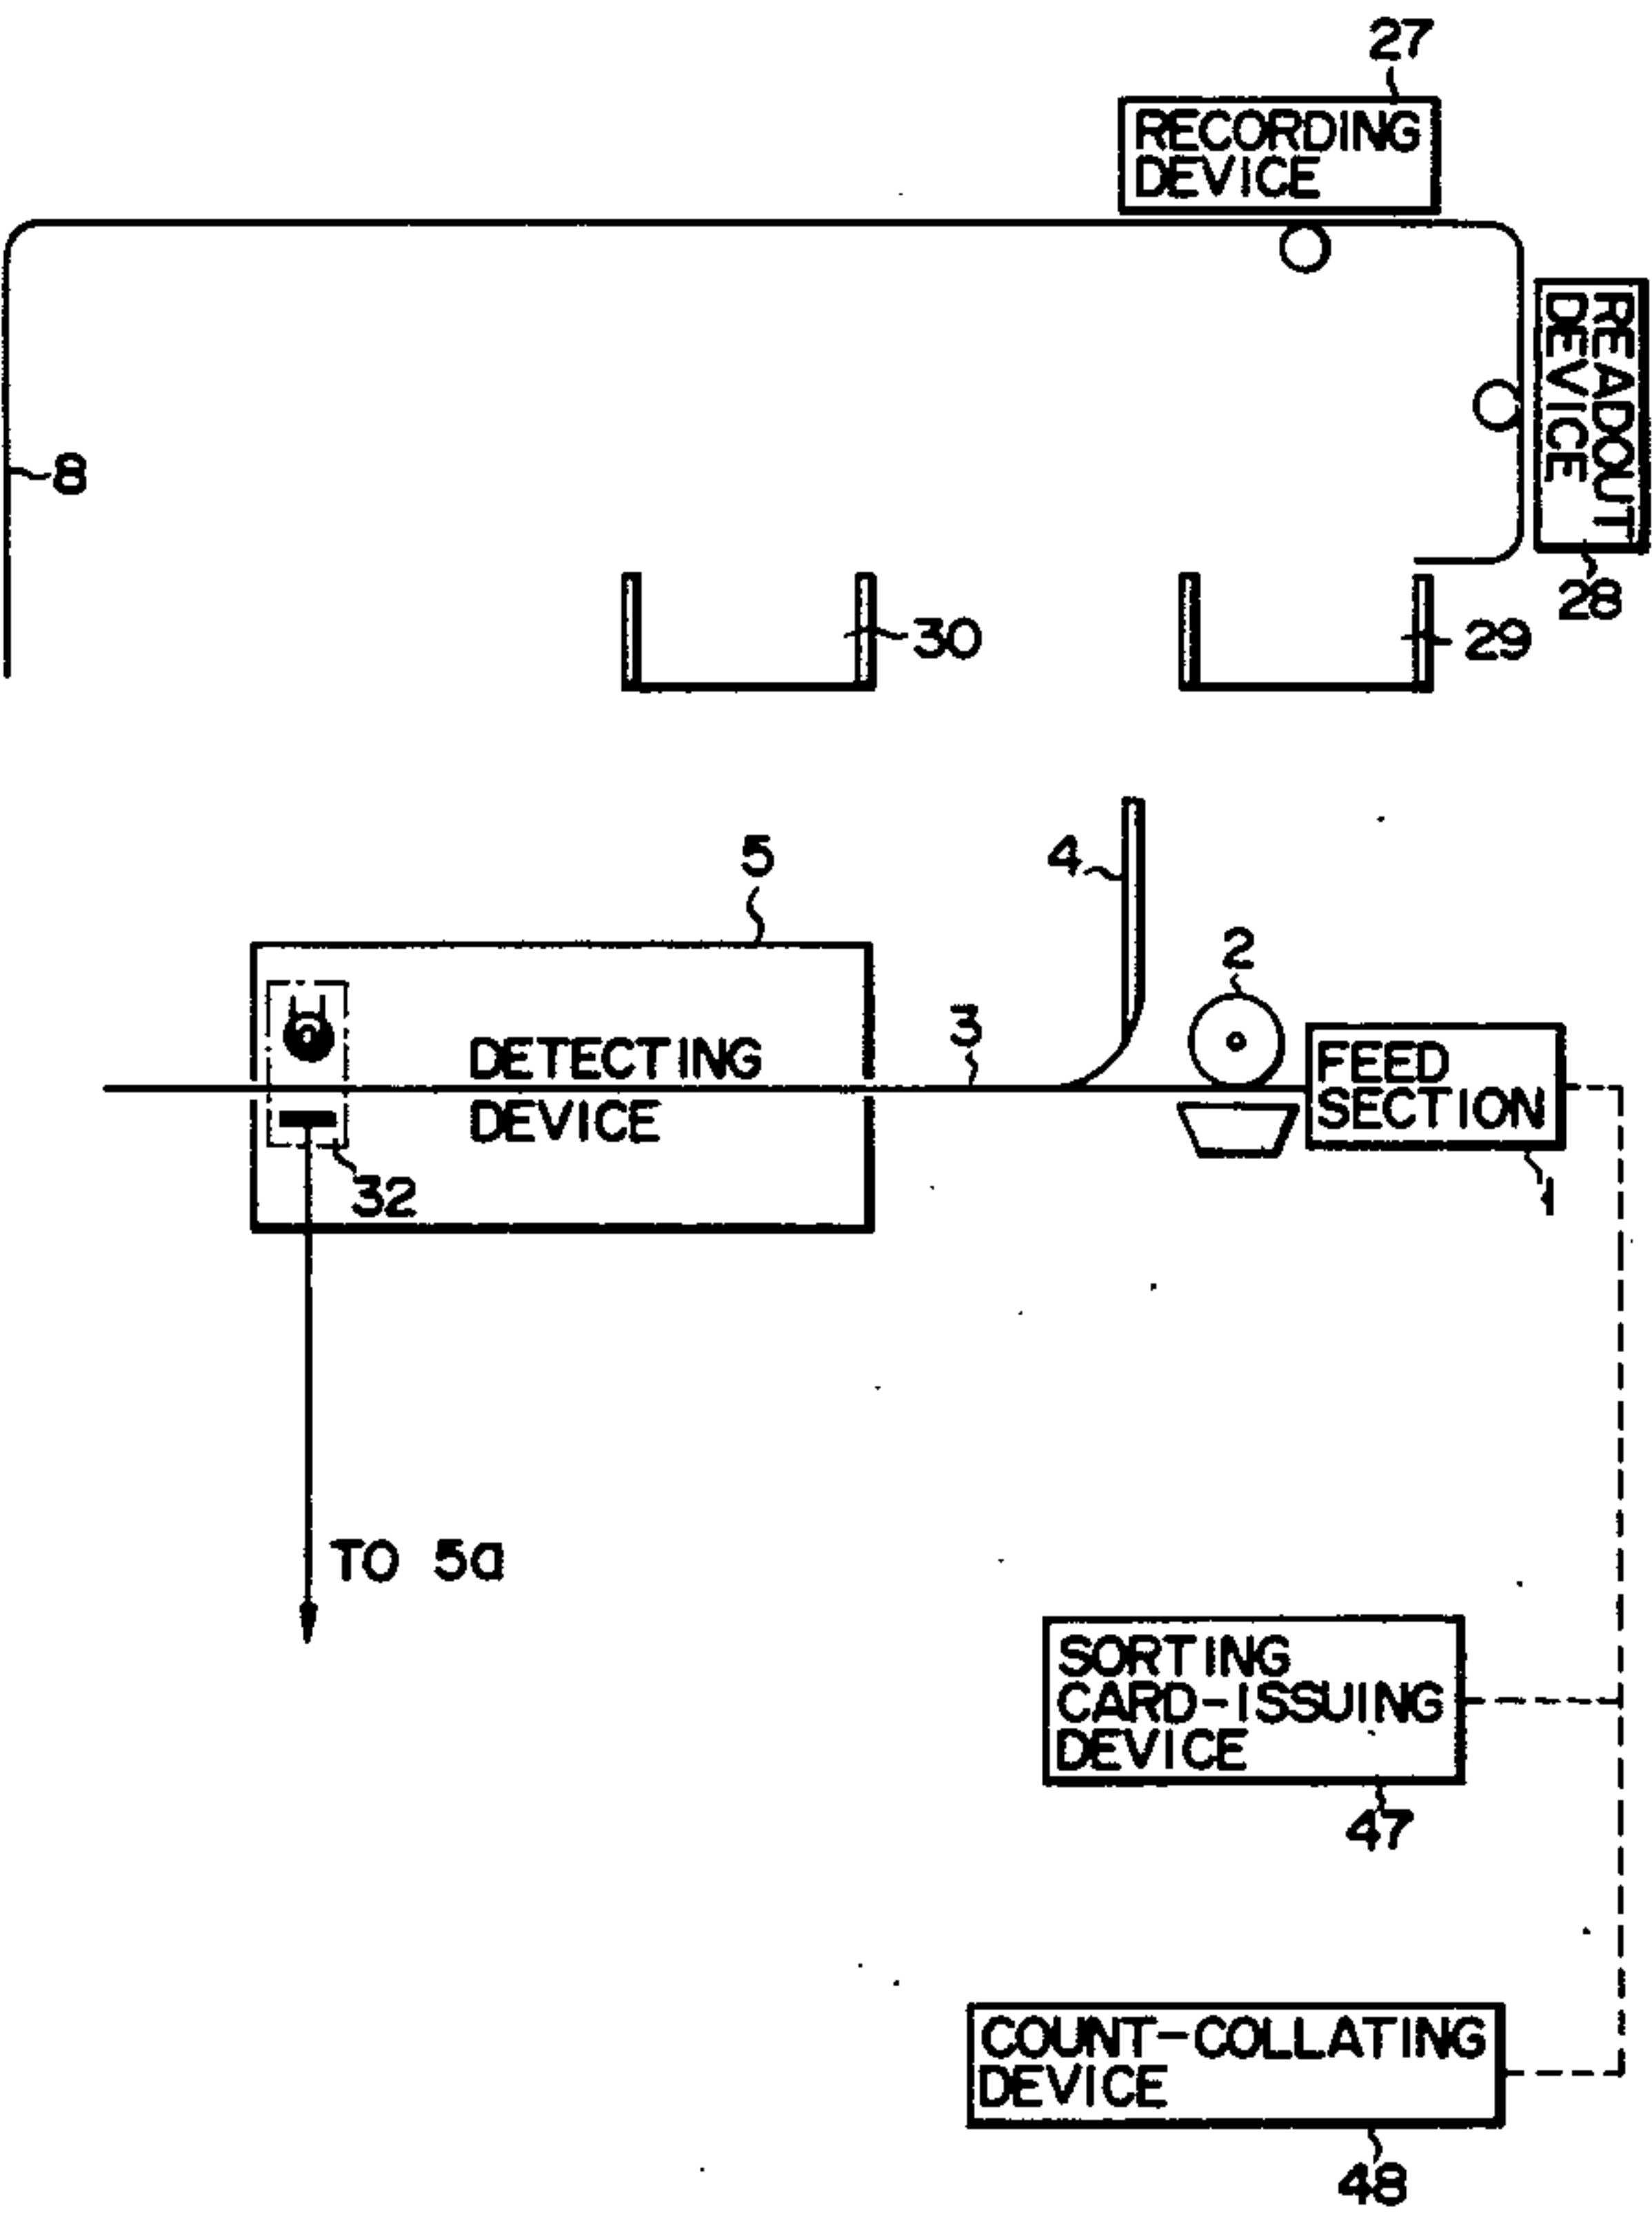 27
RECORDING
DEVICE
READOUT
DEVICE
8
28
30
29
5
4
2
3
DETECTING
DEVICE
FEED
SECTION
32
1
TO 5a
SORTING
CARD-ISSUING
DEVICE
47
COUNT-COLLATING
DEVICE
48